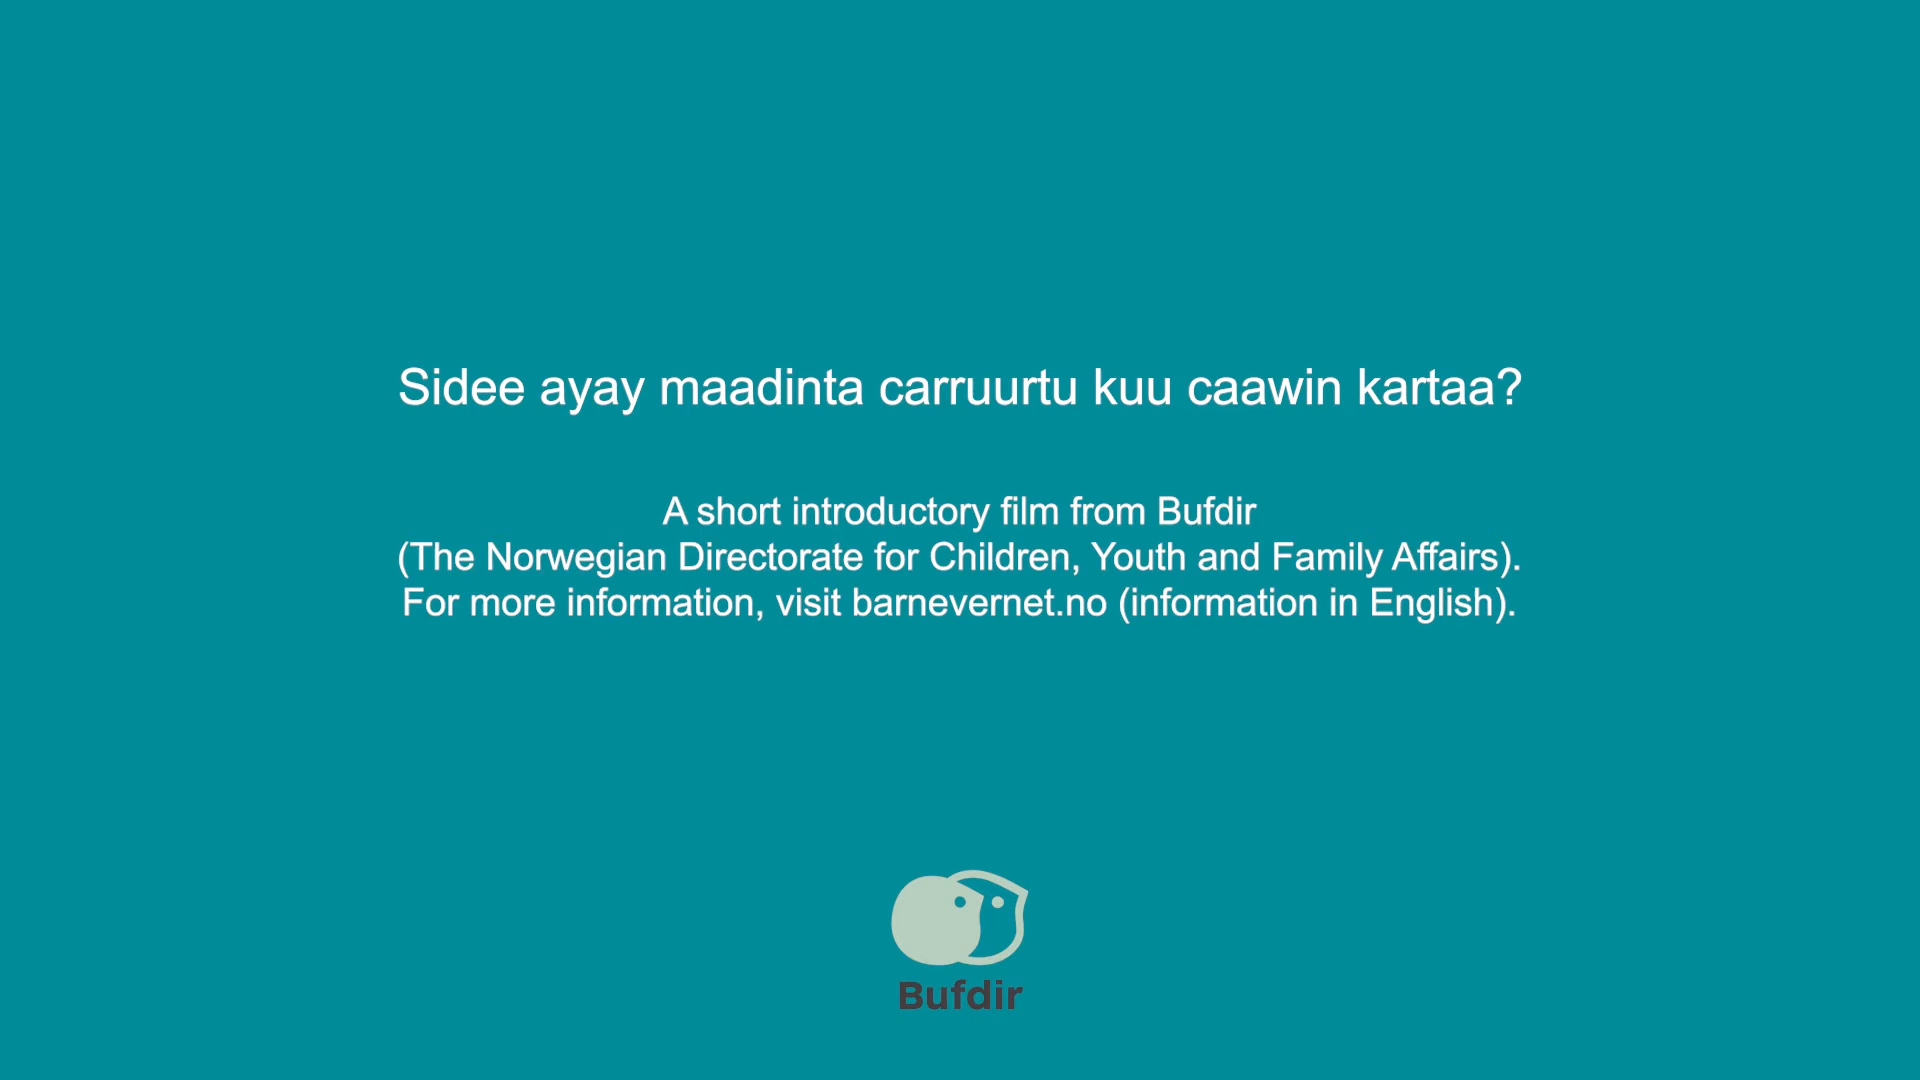 Sidee ayay maadinta carruurtu kuu caawin kartaa?
A short introductory film from Bufdir
(The Norwegian Directorate for Children, Youth and Family Affairs).
For more information, visit barnevernet.no (information in English).
Bufdir